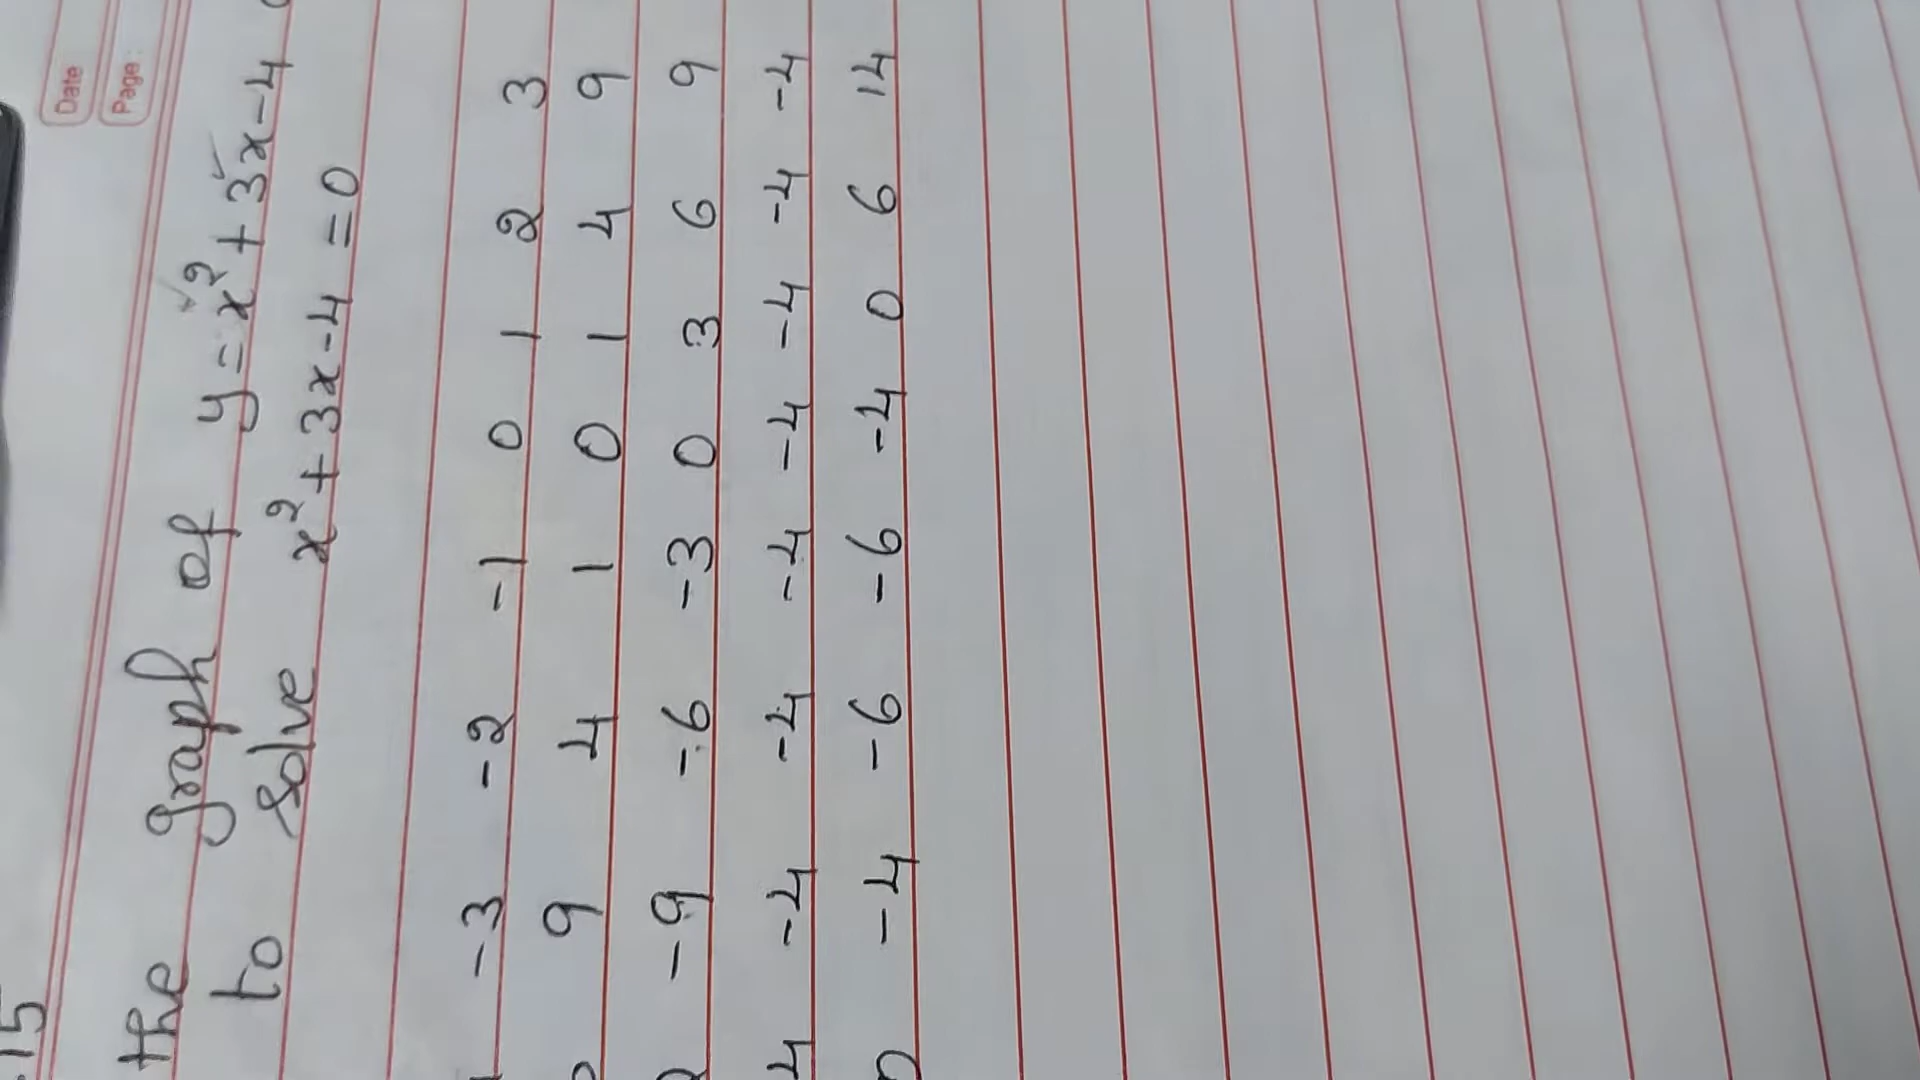 Date
Page:
.15
the graph of y = x² + 3x - 4
to solve x² + 3x - 4 = 0
-3 -2 -1 0 1 2 3
9 4 1 0 1 4 9
-9 -6 -3 0 3 6 9
4 -4 -4 -4 -4 -4 -4 -4
-4 -6 -6 -4 0 6 14